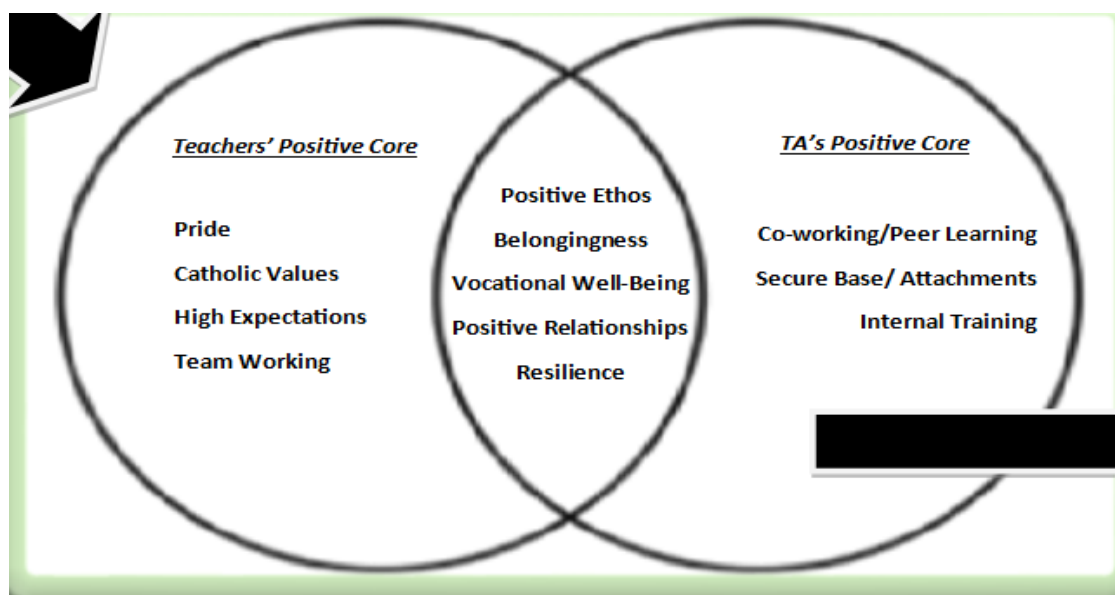 Teachers' Positive Core
Pride
Catholic Values
High Expectations
Team Working
Positive Ethos
Belongingness
Vocational Well-Being
Positive Relationships
Resilience
TA's Positive Core
Co-working/Peer Learning
Secure Base/ Attachments
Internal Training